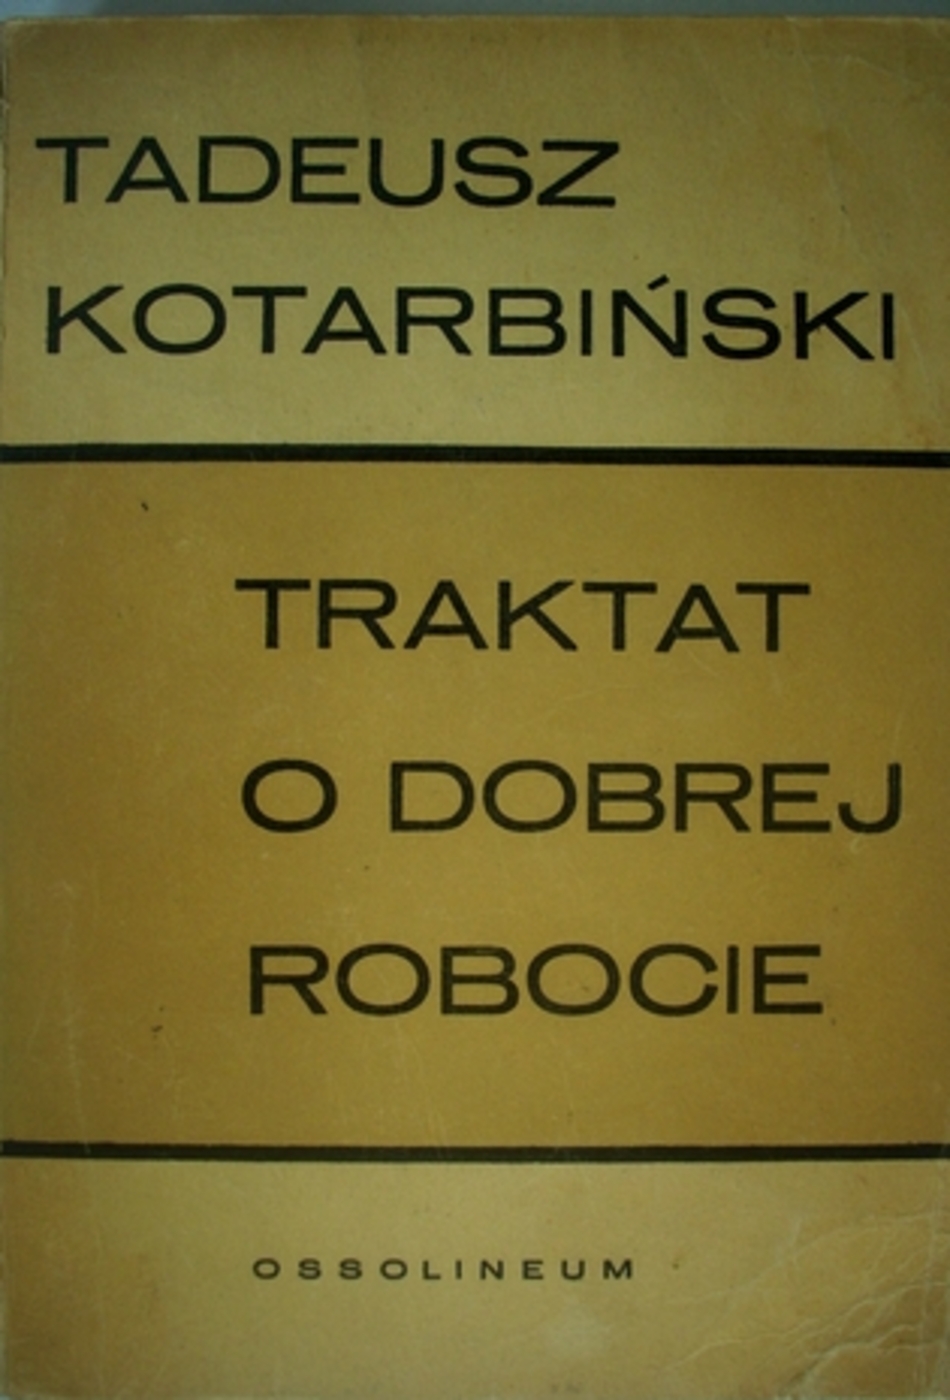 TADEUSZ
KOTARBIŃSKI
TRAKTAT
O DOBREJ
ROBOCIE
OSSOLINEUM